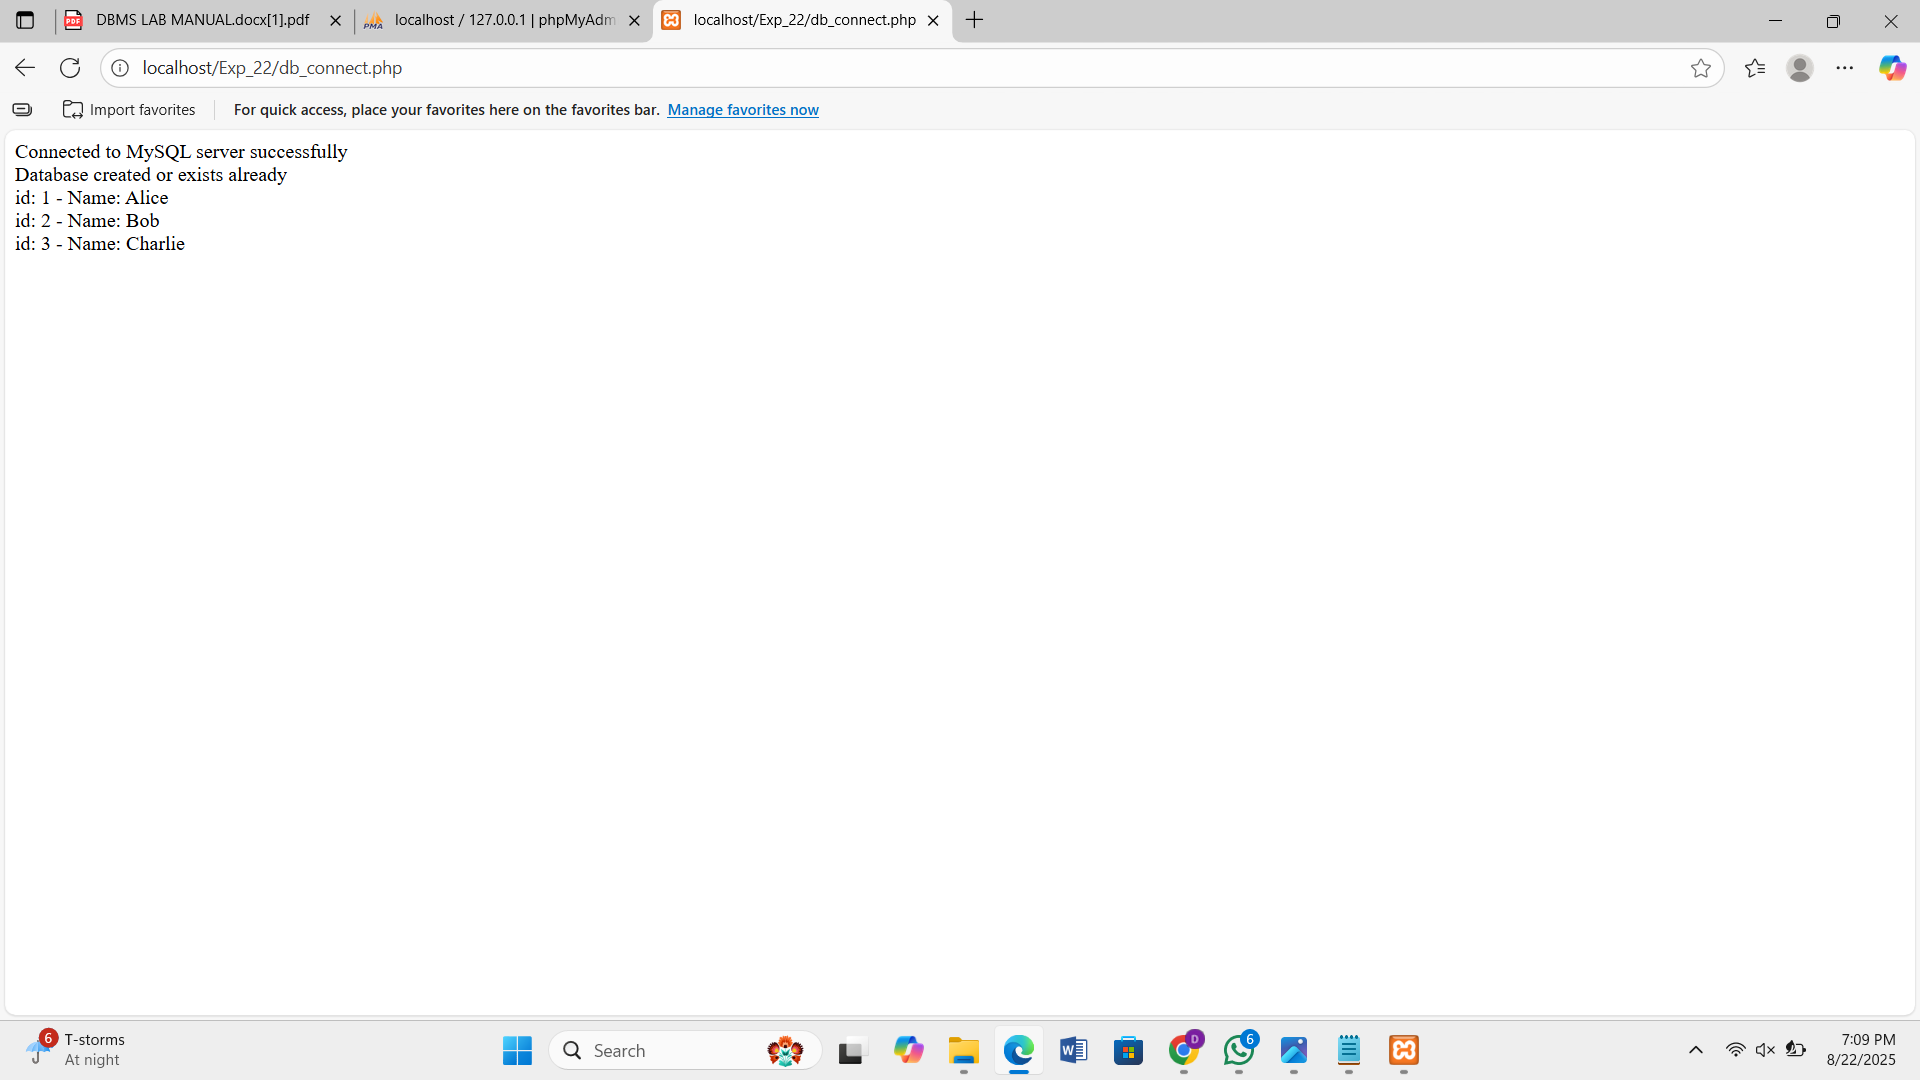 DBMS LAB MANUAL.docx[1].pdf
localhost / 127.0.0.1 | phpMyAdm
localhost/Exp_22/db_connect.php
localhost/Exp_22/db_connect.php
Import favorites
For quick access, place your favorites here on the favorites bar. Manage favorites now
Connected to MySQL server successfully
Database created or exists already
id: 1 - Name: Alice
id: 2 - Name: Bob
id: 3 - Name: Charlie
6
T-storms
At night
Search
D
6
7:09 PM
8/22/2025